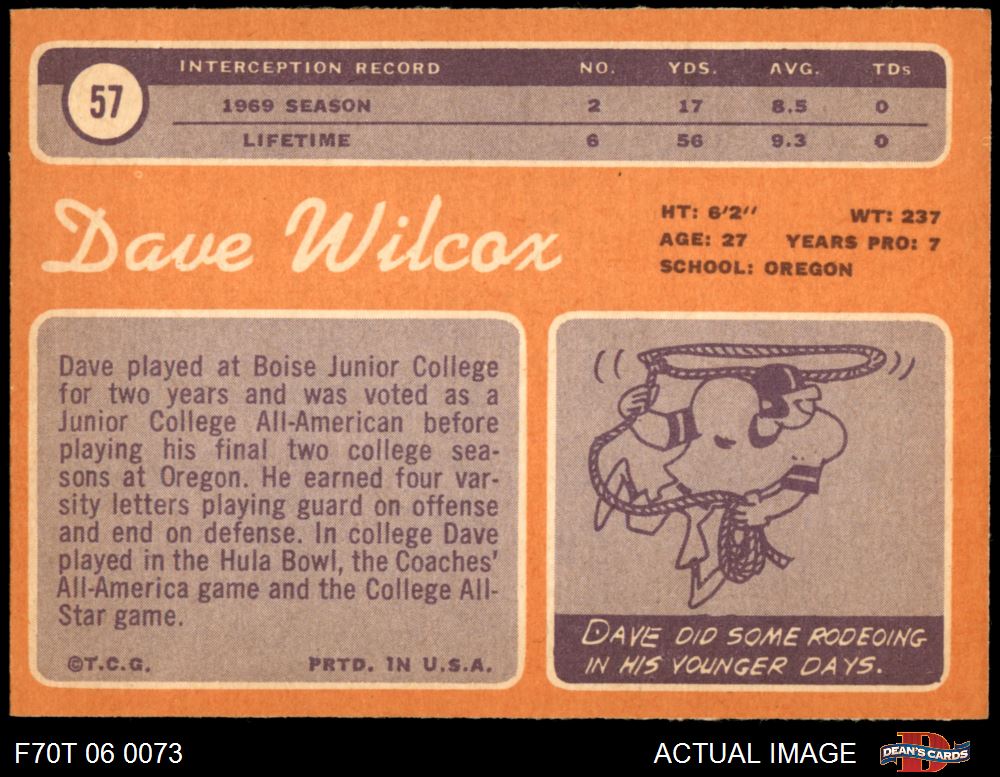 INTERCEPTION RECORD NO. YDS. AVG. TDs
57
1969 SEASON 2 17 8.5 0
LIFETIME 6 56 9.3 0
Dave Wilcox
HT: 6'2" WT: 237
AGE: 27 YEARS PRO: 7
SCHOOL: OREGON
Dave played at Boise Junior College
for two years and was voted as a
Junior College All-American before
playing his final two college sea-
sons at Oregon. He earned four var-
sity letters playing guard on offense
and end on defense. In college Dave
played in the Hula Bowl, the Coaches'
All-America game and the College All-
Star game.
©T.C.G. PRTD. IN U.S.A.
DAVE DID SOME RODEOING
IN HIS YOUNGER DAYS.
F70T 06 0073 ACTUAL IMAGE DEAN'S CARDS